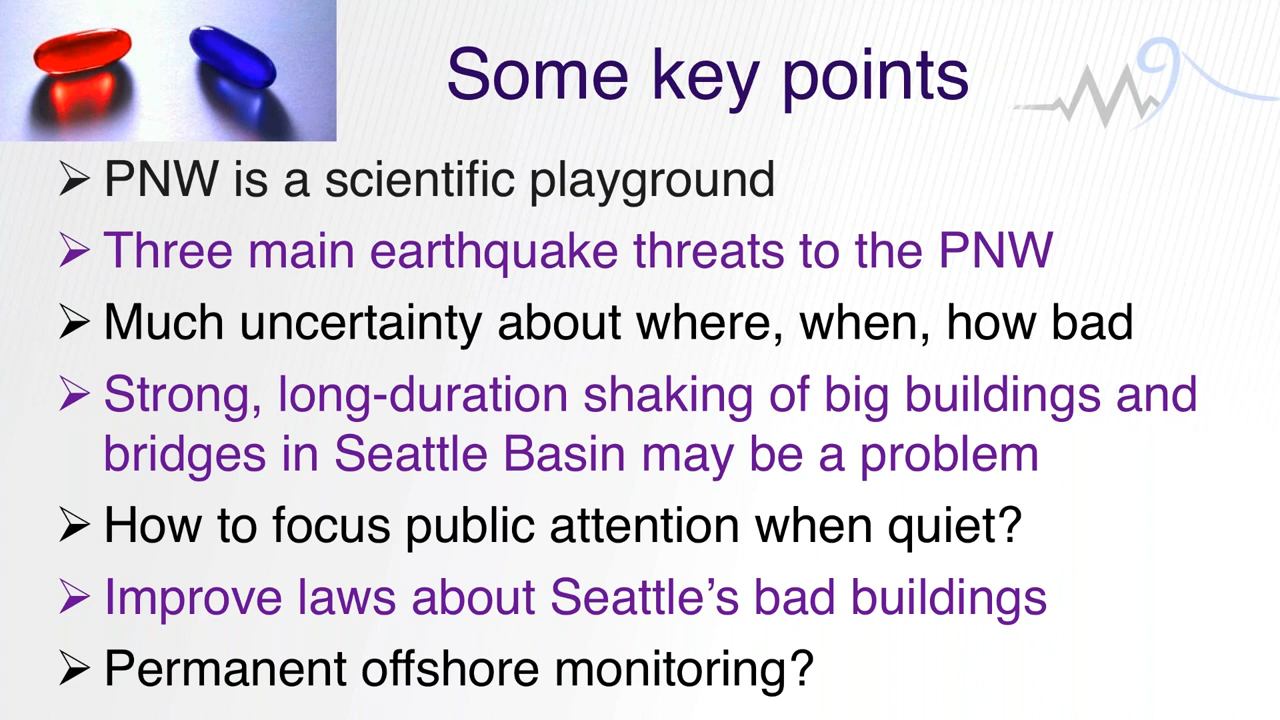 Some key points
M9
➢ PNW is a scientific playground
➢ Three main earthquake threats to the PNW
➢ Much uncertainty about where, when, how bad
➢ Strong, long-duration shaking of big buildings and
bridges in Seattle Basin may be a problem
➢ How to focus public attention when quiet?
➢ Improve laws about Seattle’s bad buildings
➢ Permanent offshore monitoring?